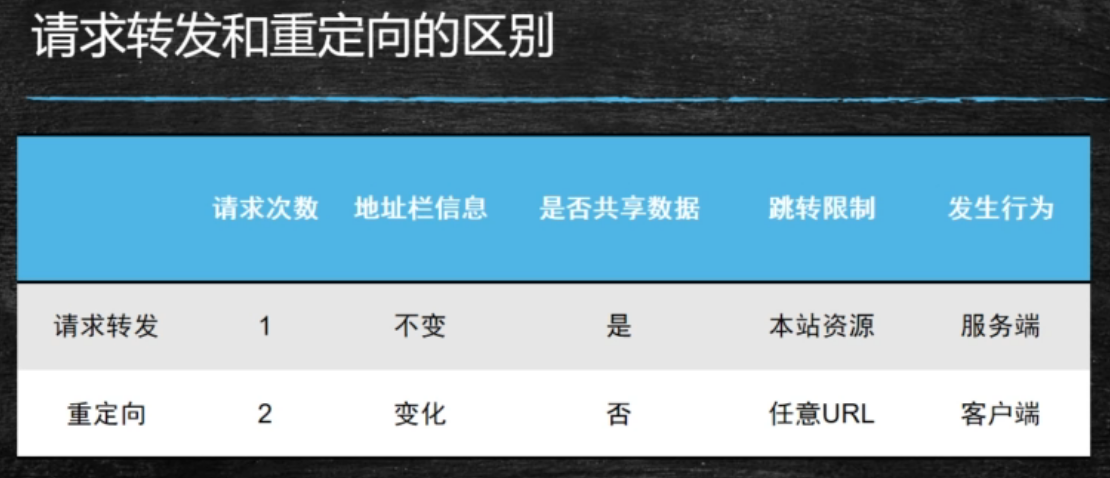 请求转发和重定向的区别
请求次数 地址栏信息 是否共享数据 跳转限制 发生行为
请求转发 1 不变 是 本站资源 服务端
重定向 2 变化 否 任意URL 客户端